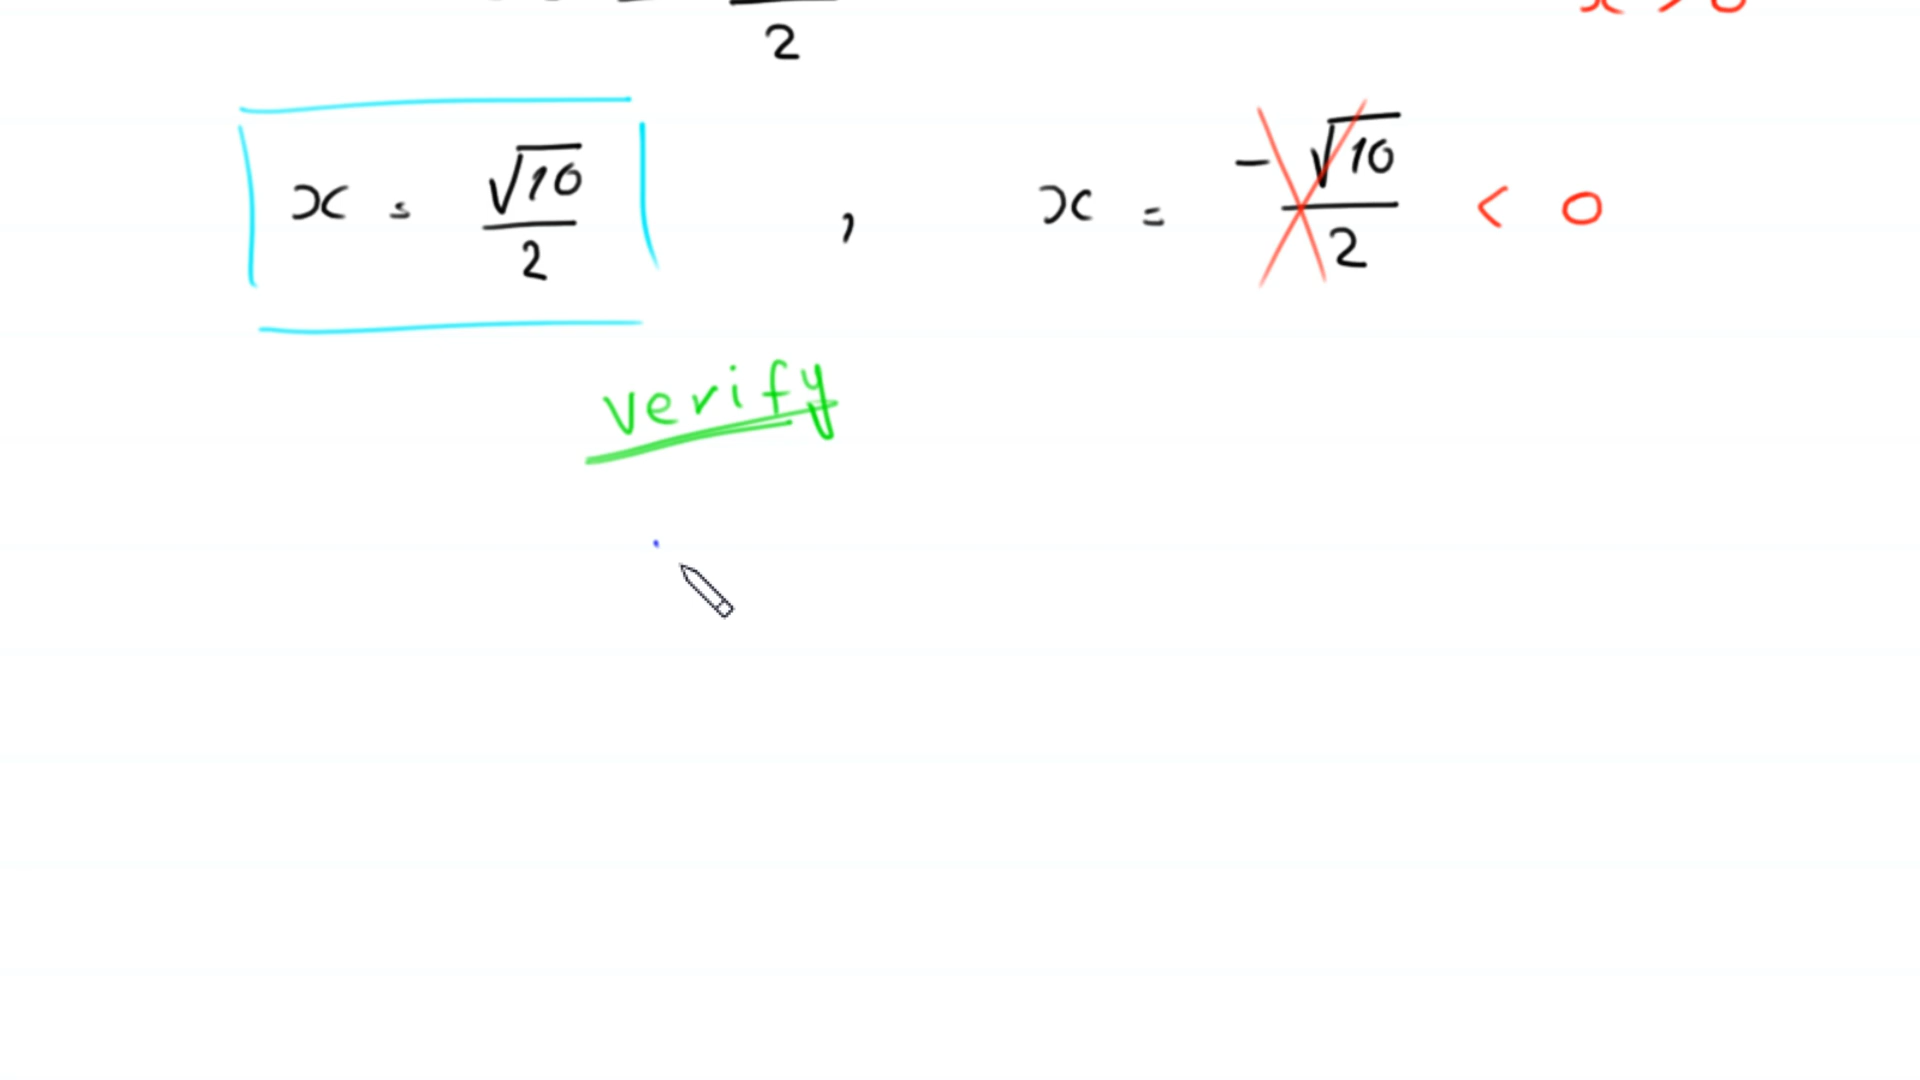 2
x = √10 / 2 , x = - √10 / 2 < 0
verify